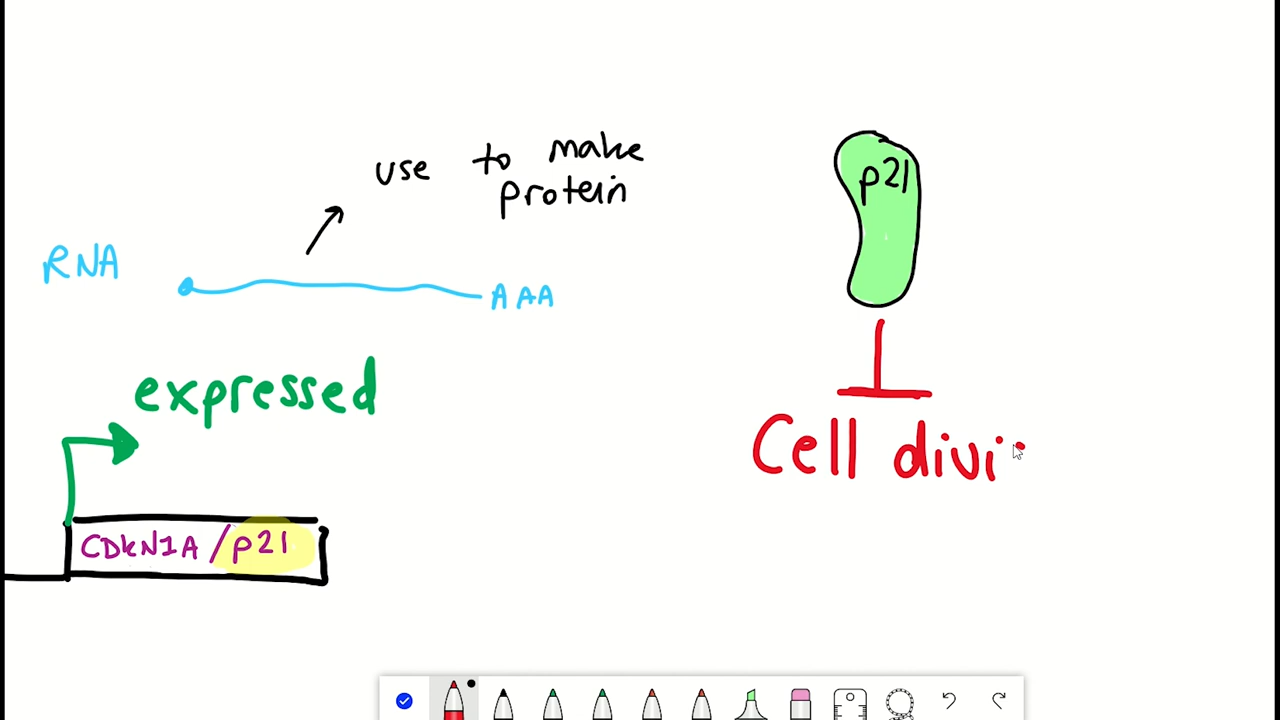 use to make
protein
p21
RNA
AAA
expressed
Cell divi
CDKN1A/p21